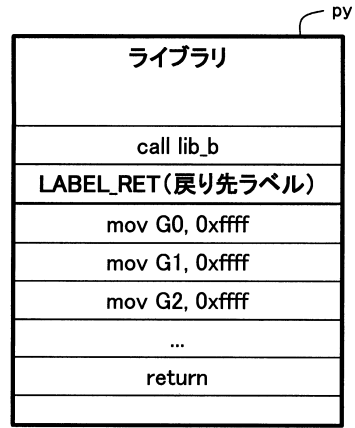 py
ライブラリ
call lib_b
LABEL_RET（戻り先ラベル）
mov G0, 0xffff
mov G1, 0xffff
mov G2, 0xffff
...
return